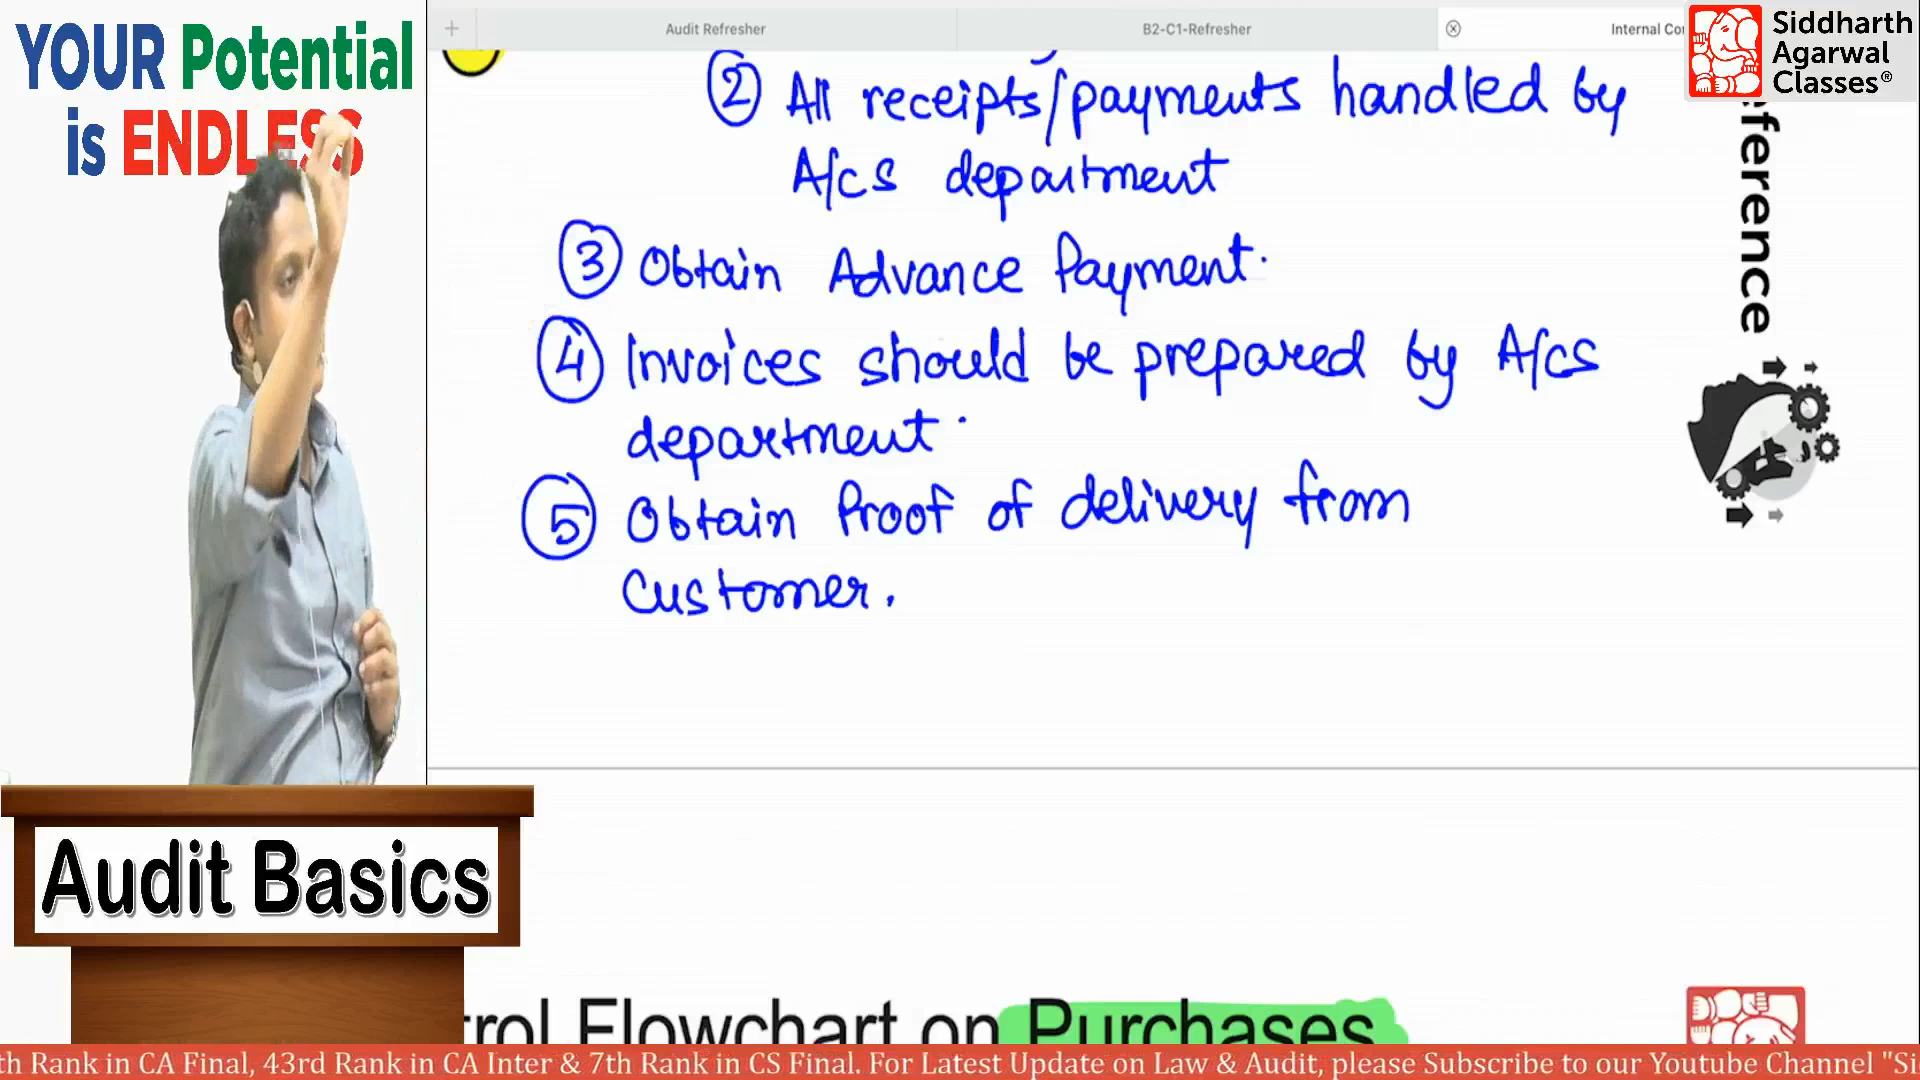 YOUR Potential
is ENDLESS
Audit Refresher
B2-C1-Refresher
Internal Co
Siddharth
Agarwal
Classes®
② All receipts/payments handled by
A/cs department
③ Obtain Advance Payment.
④ Invoices should be prepared by A/cs
department.
⑤ Obtain Proof of delivery from
Customer.
ference
Audit Basics
trol Flowchart on Purchases
th Rank in CA Final, 43rd Rank in CA Inter & 7th Rank in CS Final. For Latest Update on Law & Audit, please Subscribe to our Youtube Channel "Si